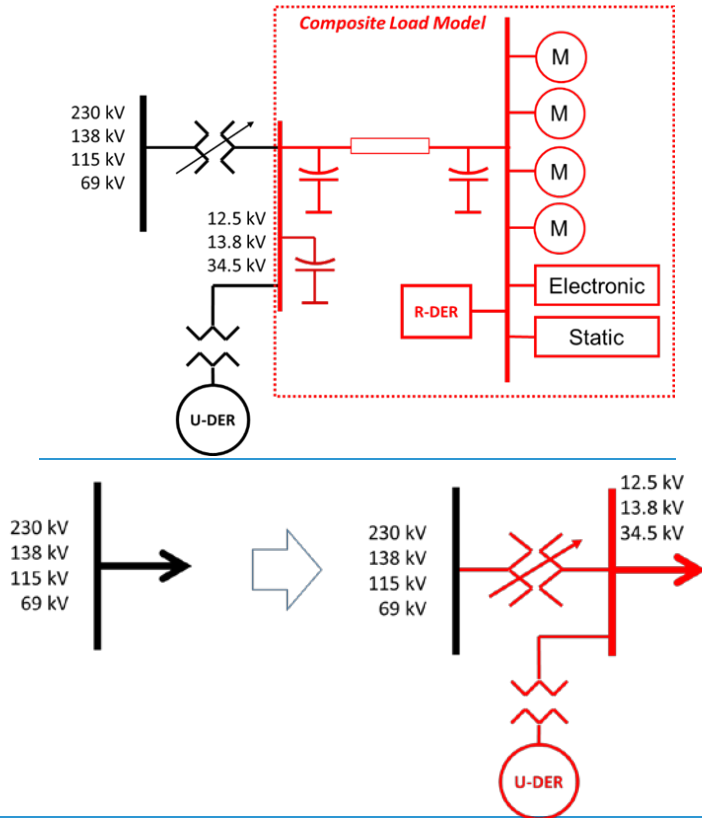 Composite Load Model
M
230 kV
138 kV
115 kV
69 kV
M
M
M
12.5 kV
13.8 kV
34.5 kV
Electronic
R-DER
Static
U-DER
12.5 kV
13.8 kV
34.5 kV
230 kV
138 kV
115 kV
69 kV
230 kV
138 kV
115 kV
69 kV
U-DER